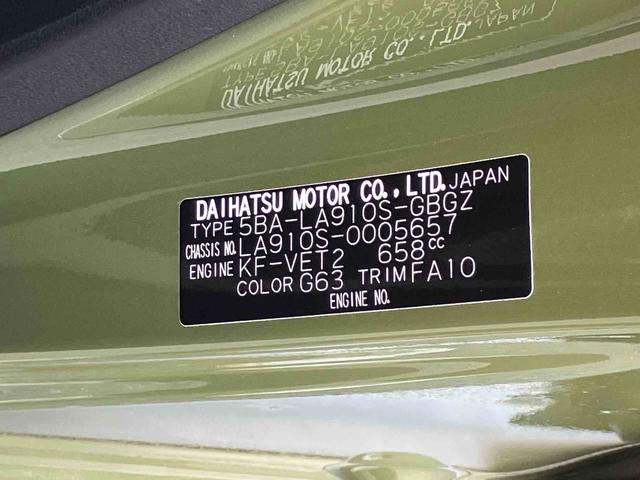 DAIHATSU MOTOR CO.,LTD. JAPAN
TYPE 5BA-LA910S-GBGZ
CHASSIS NO. LA910S-0005657
ENGINE KF-VET2 658cc
COLOR G63 TRIM FA10
ENGINE NO.